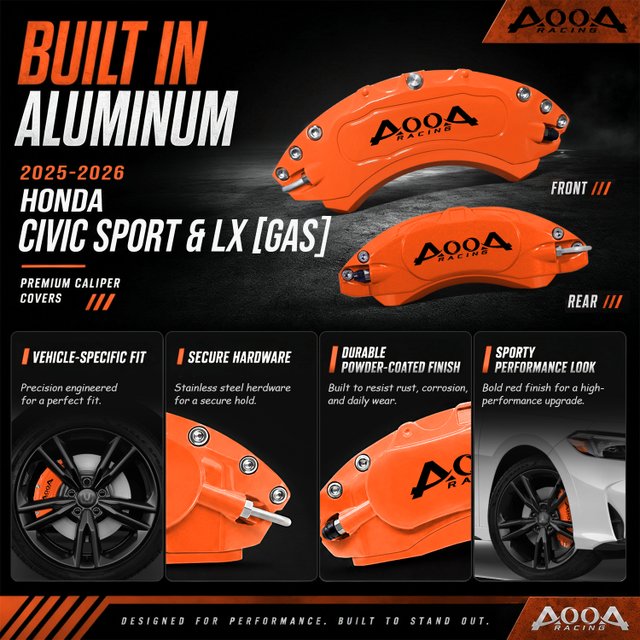 AOOA
RACING
BUILT IN
ALUMINUM
2025-2026
HONDA
CIVIC SPORT & LX [GAS]
PREMIUM CALIPER
COVERS
AOOA
RACING
FRONT
AOOA
RACING
REAR
VEHICLE-SPECIFIC FIT
Precision engineered
for a perfect fit.
AOOA
SECURE HARDWARE
Stainless steel herdware
for a secure hold.
DURABLE
POWDER-COATED FINISH
Built to resist rust, corrosion,
and daily wear.
AOOA
RACING
SPORTY
PERFORMANCE LOOK
Bold red finish for a high-
performance upgrade.
DESIGNED FOR PERFORMANCE. BUILT TO STAND OUT.
AOOA
RACING